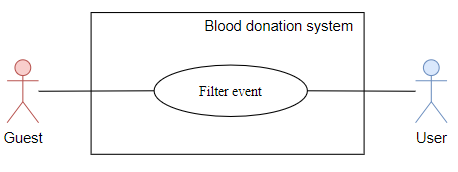 Blood donation system
Filter event
Guest
User